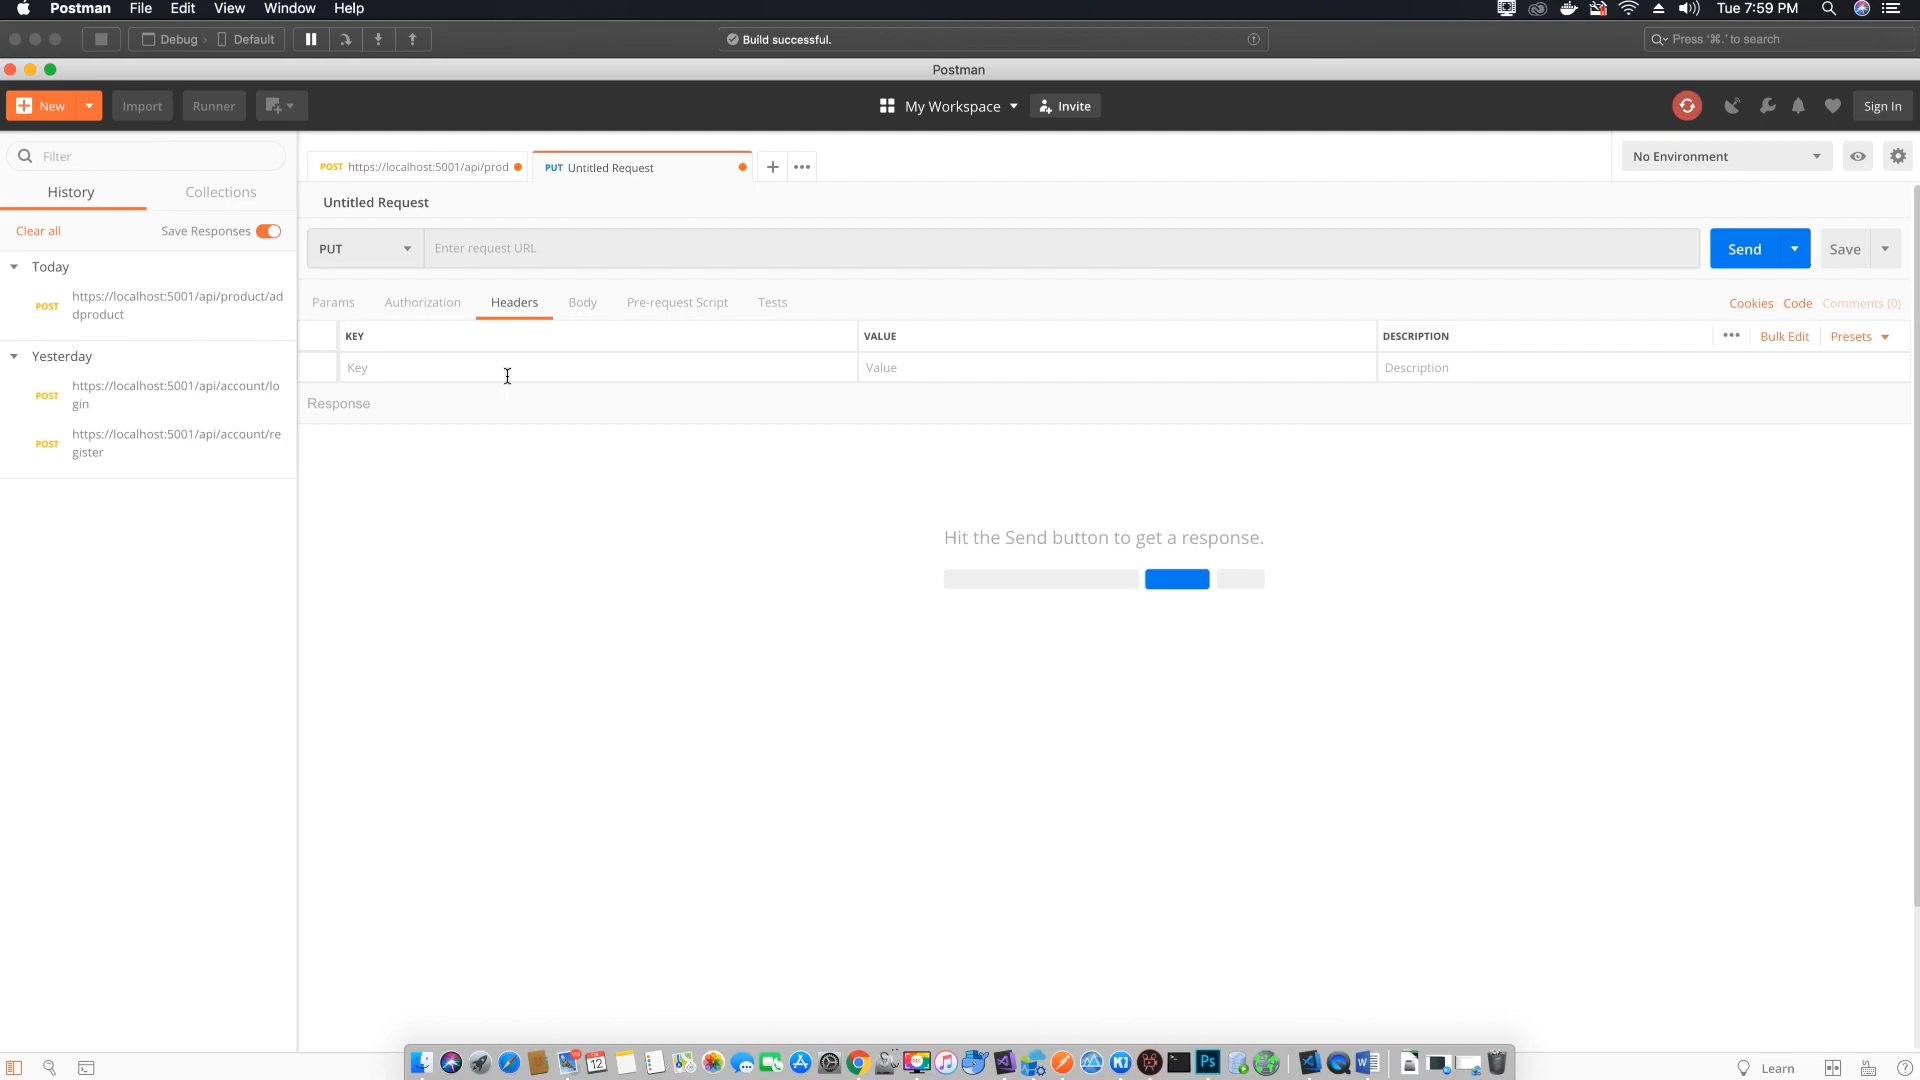 Postman File Edit View Window Help Tue 7:59 PM
Debug Default Build successful. Press '⌘.' to search
Postman
New Import Runner My Workspace Invite Sign In
Filter
POST https://localhost:5001/api/prod PUT Untitled Request No Environment
History Collections
Untitled Request
Clear all Save Responses
PUT Enter request URL Send Save
Today
POST https://localhost:5001/api/product/ad
dproduct
Params Authorization Headers Body Pre-request Script Tests Cookies Code Comments (0)
KEY VALUE DESCRIPTION Bulk Edit Presets
Key Value Description
Yesterday
POST https://localhost:5001/api/account/lo
gin
Response
POST https://localhost:5001/api/account/re
gister
Hit the Send button to get a response.
12
Ps
Learn